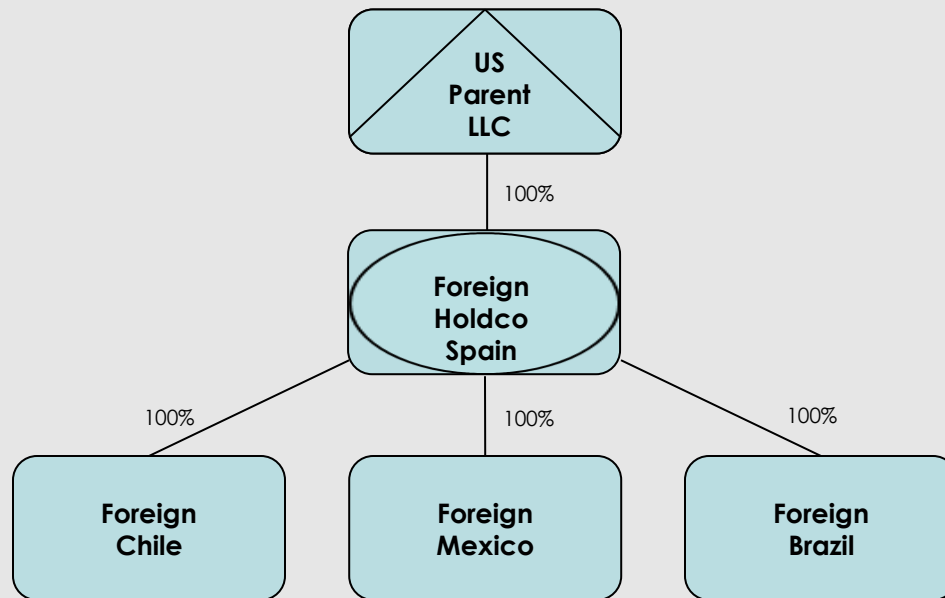 US
Parent
LLC
100%
Foreign
Holdco
Spain
100%
100%
100%
Foreign
Chile
Foreign
Mexico
Foreign
Brazil